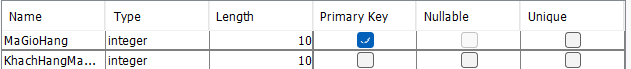 Name Type Length Primary Key Nullable Unique
MaGioHang integer 10
KhachHangMa... integer 10